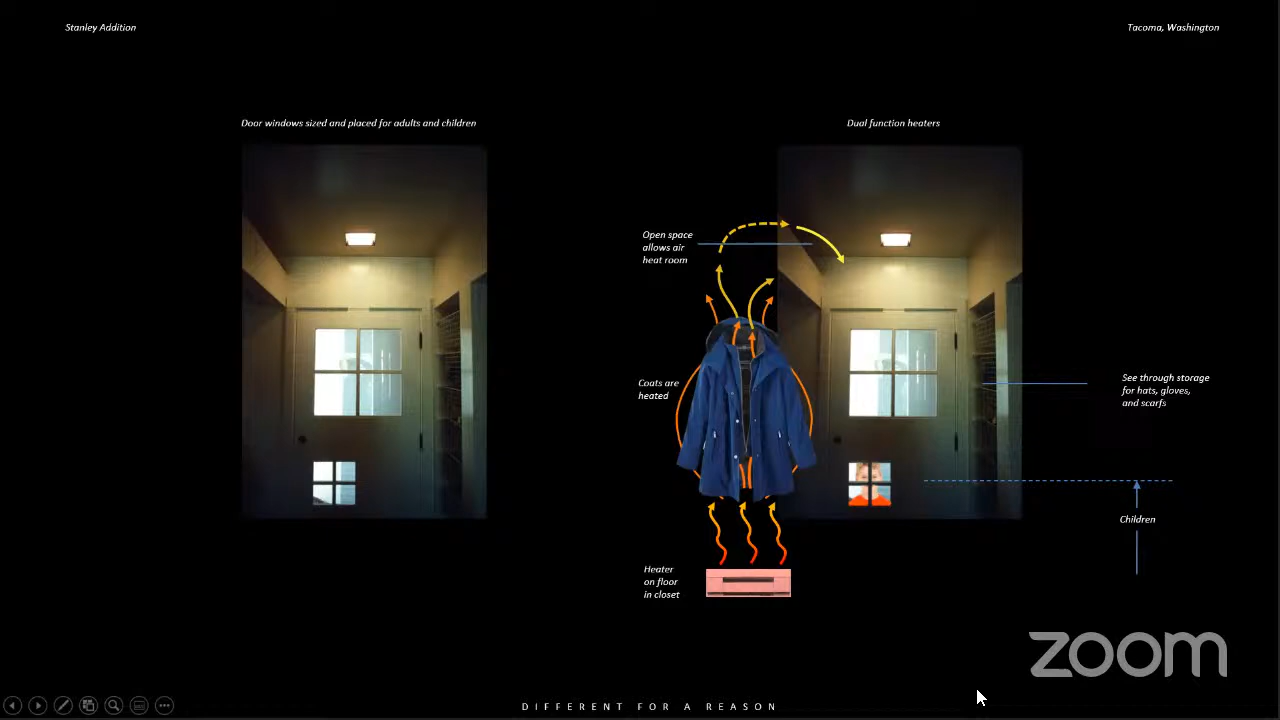 Stanley Addition
Tacoma, Washington
Door windows sized and placed for adults and children
Dual function heaters
Open space
allows air
heat room
Coats are
heated
See through storage
for hats, gloves,
and scarfs
Children
Heater
on floor
in closet
zoom
DIFFERENT FOR A REASON